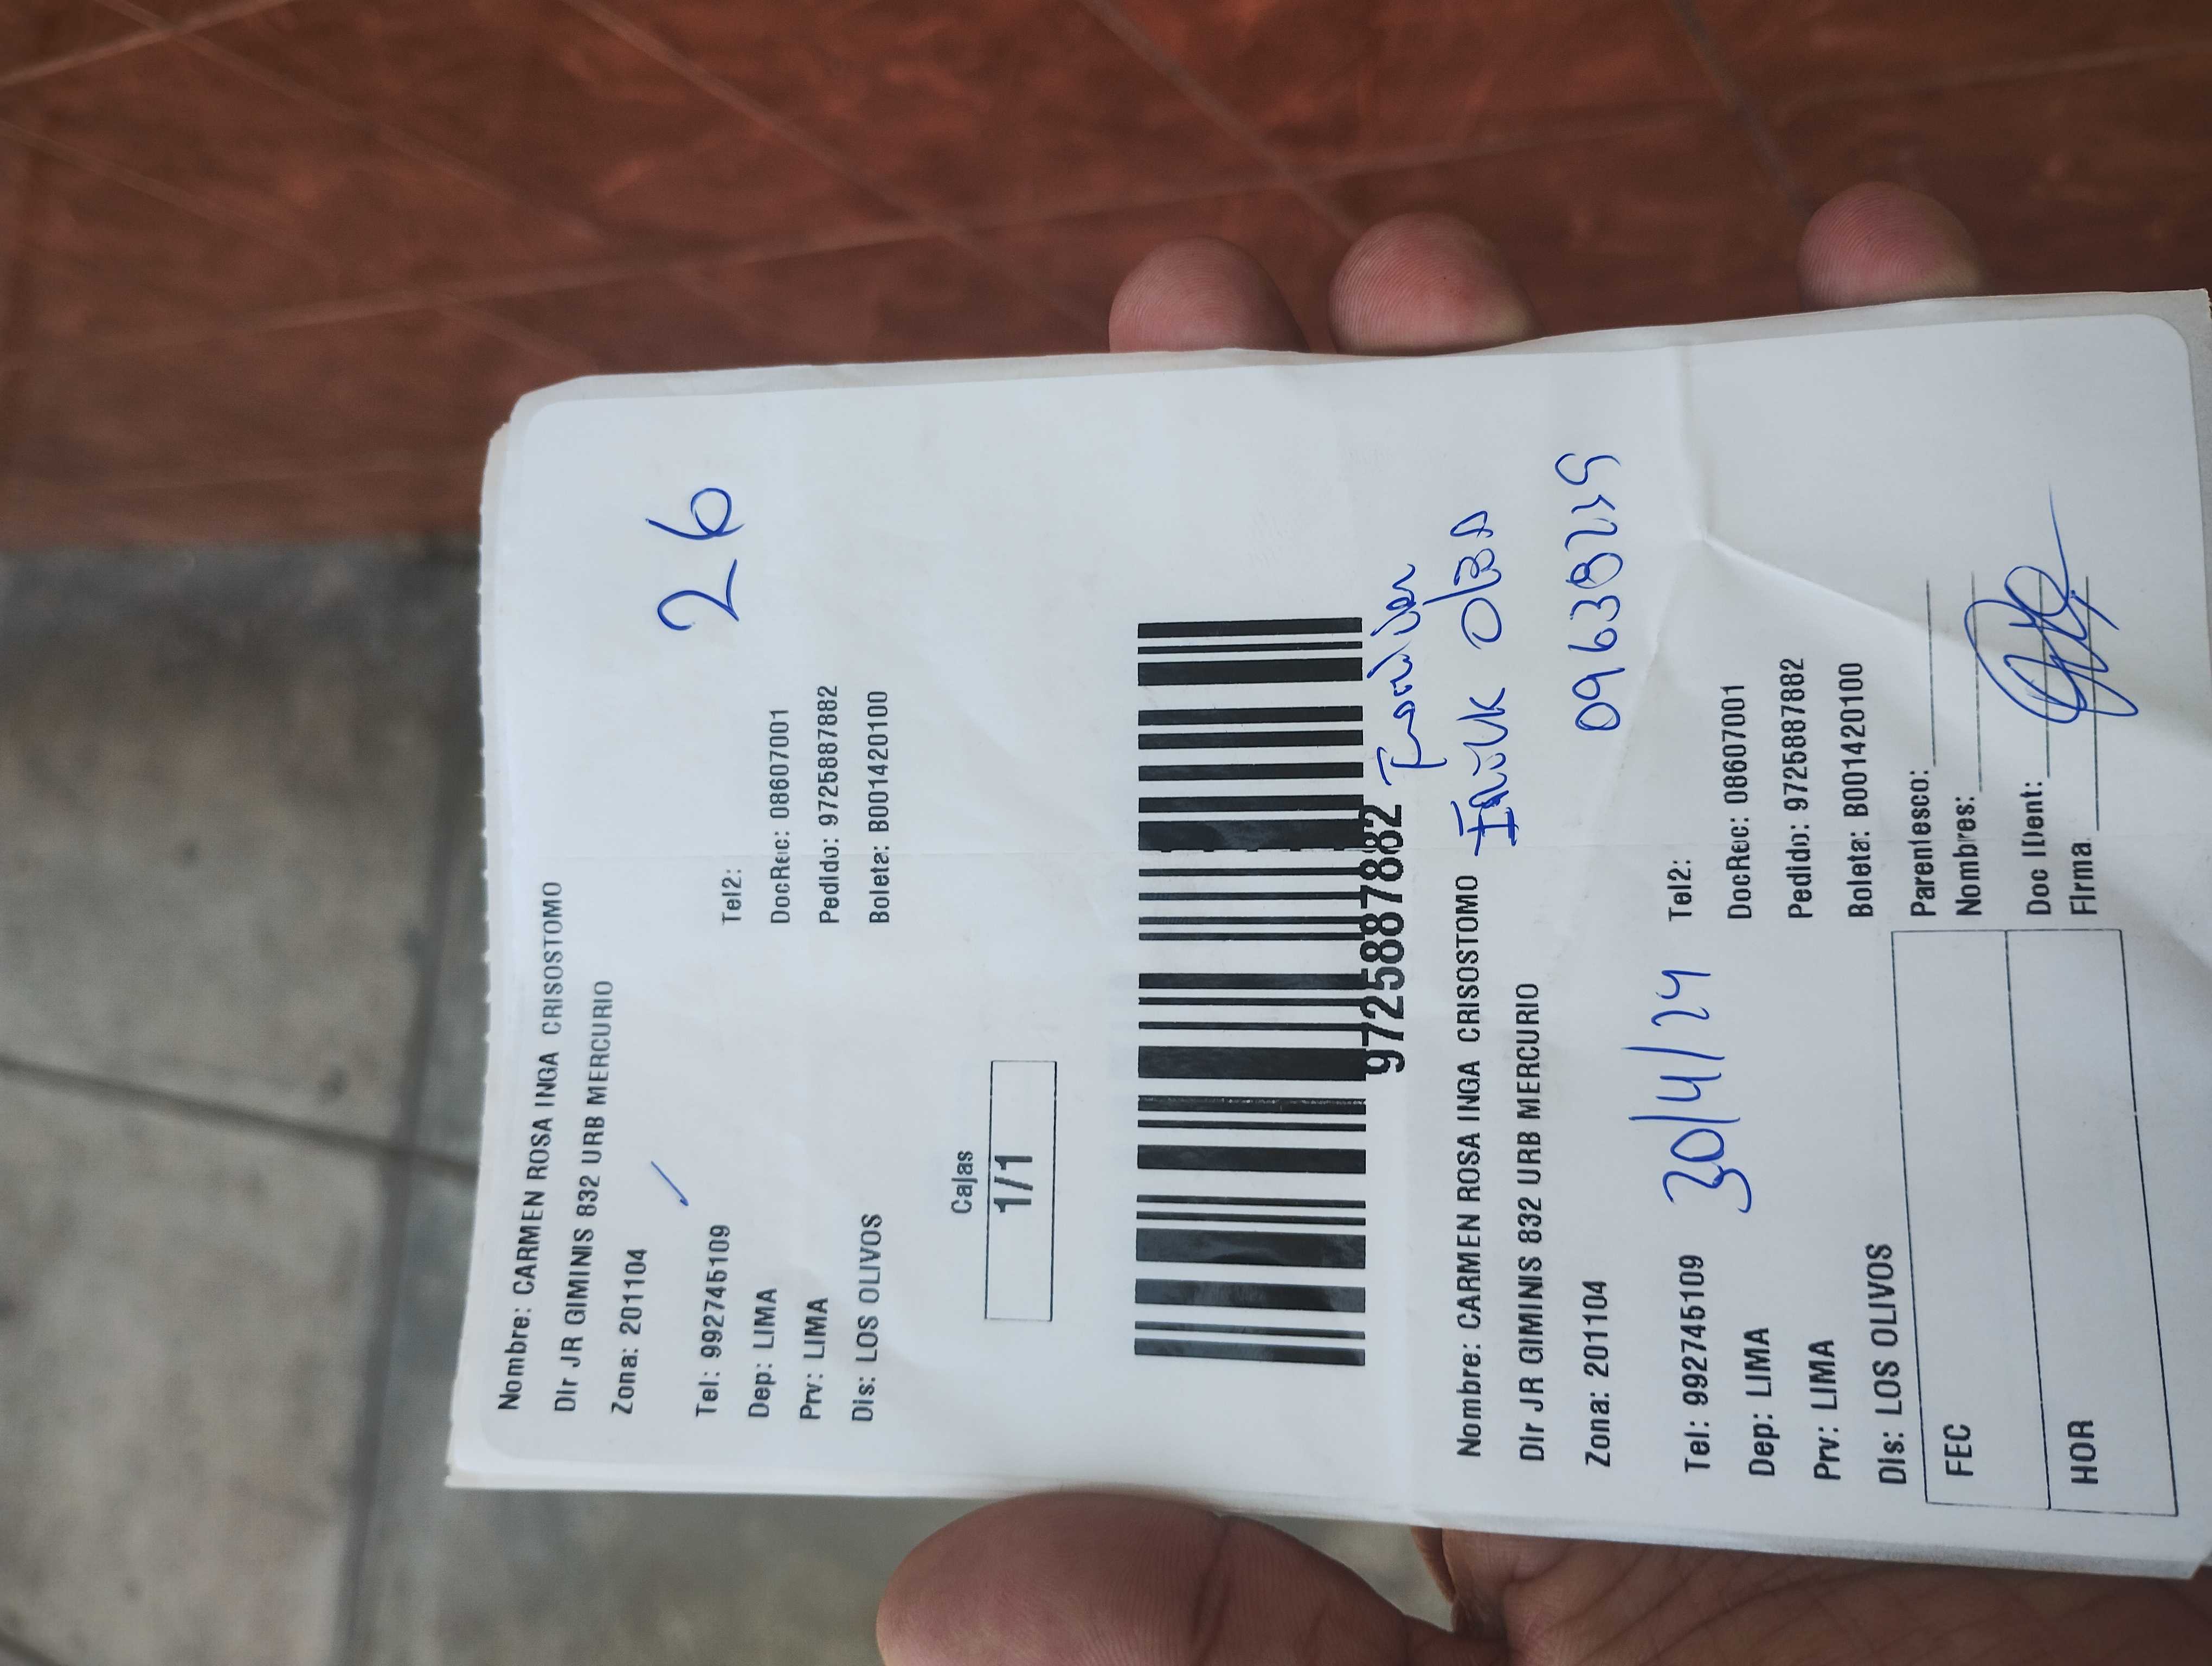 Nombre: CARMEN ROSA INGA CRISOSTOMO
Dir JR GIMINIS 832 URB MERCURIO
Zona: 201104
26
Tel: 992745109 Tel2:
Dep: LIMA DocRec: 08607001
Prv: LIMA Pedido: 9725887882
Dis: LOS OLIVOS Boleta: B001420100
Cajas
1/1
9725887882
Nombre: CARMEN ROSA INGA CRISOSTOMO
Dir JR GIMINIS 832 URB MERCURIO
Zona: 201104
30/4/24
Tel: 992745109 Tel2:
Dep: LIMA DocRec: 08607001
Prv: LIMA Pedido: 9725887882
Dis: LOS OLIVOS Boleta: B001420100
FEC Parentesco:
Nombres:
HOR Doc IDent:
Firma